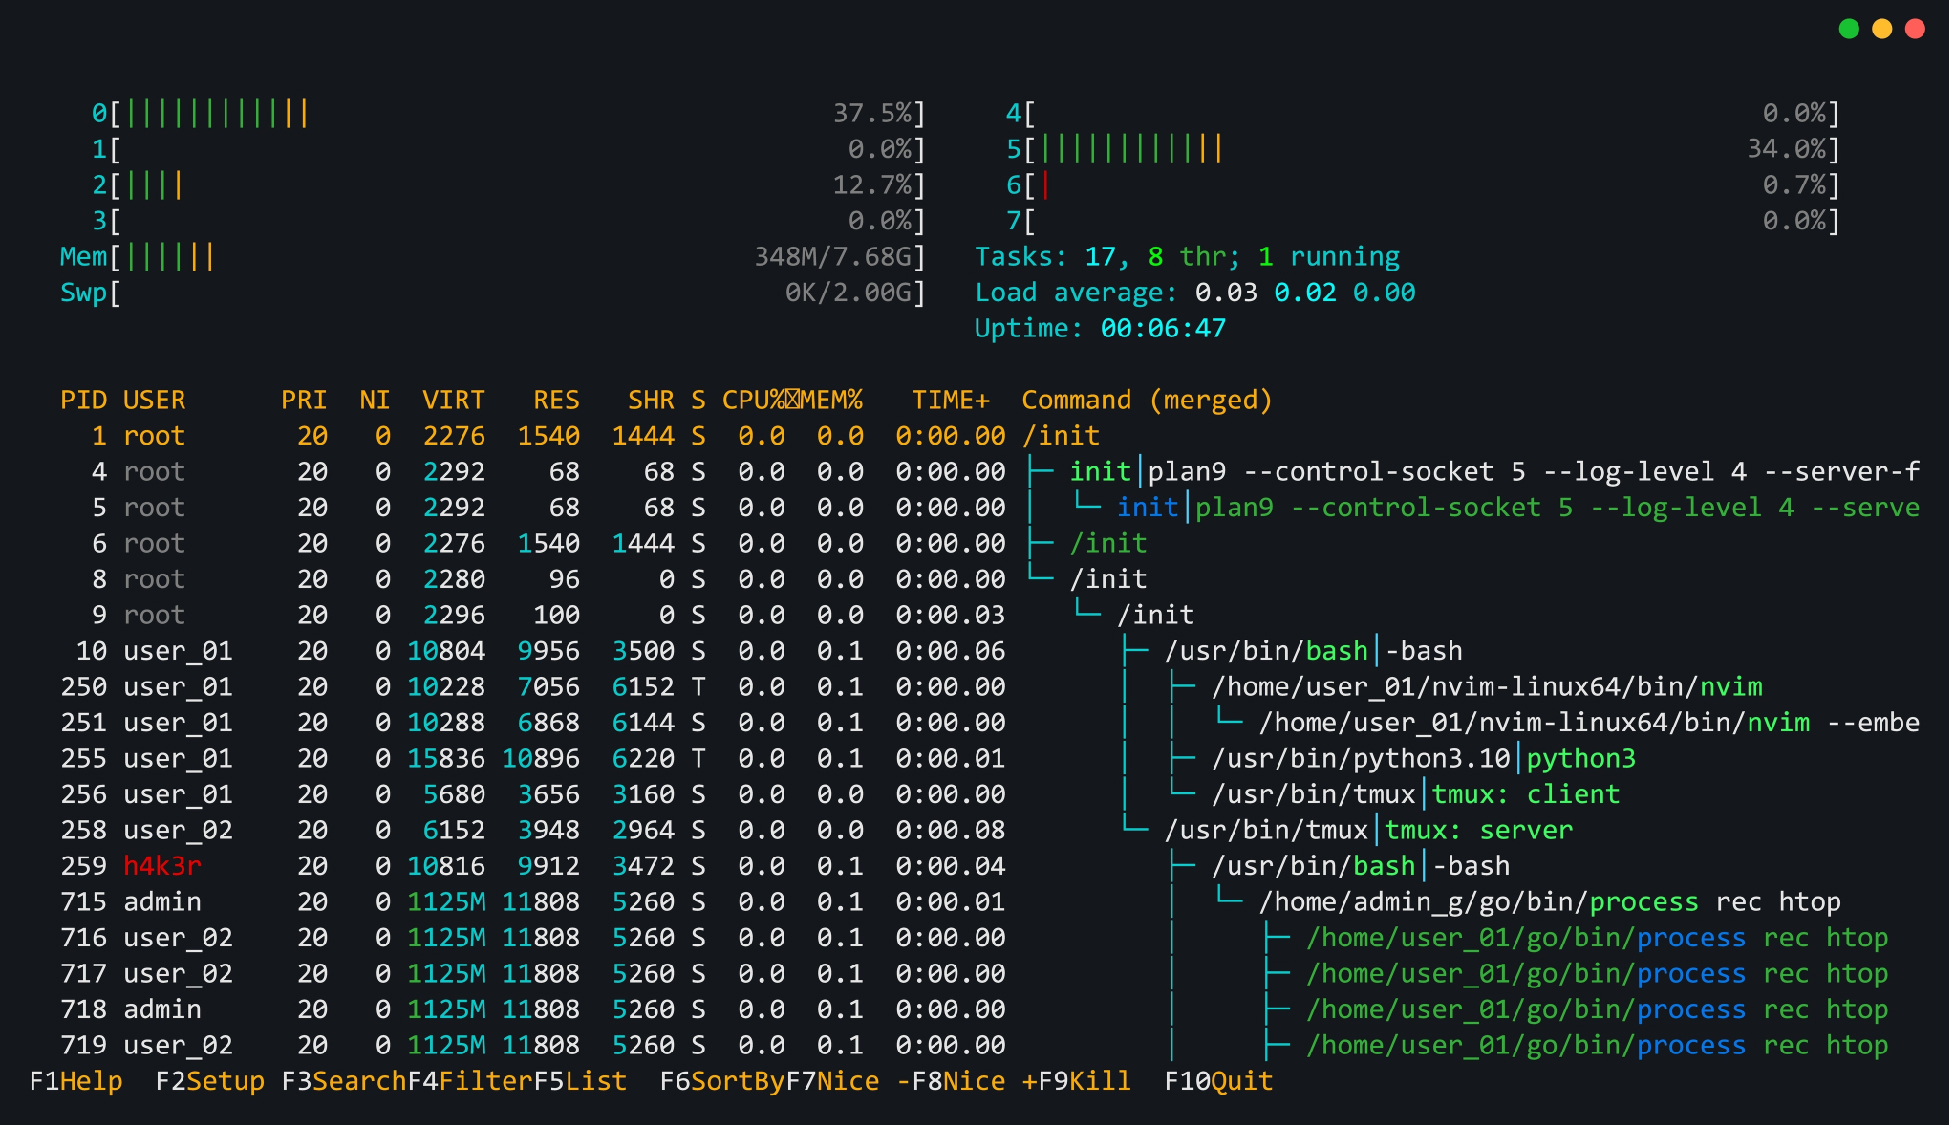 0[||||||||||||                                 37.5%]     4[                                              0.0%]
1[                                              0.0%]     5[||||||||||||                                 34.0%]
2[||||                                         12.7%]     6[|                                             0.7%]
3[                                              0.0%]     7[                                              0.0%]
Mem[||||||                               348M/7.68G]   Tasks: 17, 8 thr; 1 running
Swp[                                       0K/2.00G]   Load average: 0.03 0.02 0.00
Uptime: 00:06:47
PID USER      PRI  NI  VIRT   RES   SHR S CPU% MEM%   TIME+  Command (merged)
1 root       20   0  2276  1540  1444 S  0.0  0.0  0:00.00 /init
4 root       20   0  2292    68    68 S  0.0  0.0  0:00.00 ├─ init|plan9 --control-socket 5 --log-level 4 --server-f
5 root       20   0  2292    68    68 S  0.0  0.0  0:00.00 │  └─ init|plan9 --control-socket 5 --log-level 4 --serve
6 root       20   0  2276  1540  1444 S  0.0  0.0  0:00.00 ├─ /init
8 root       20   0  2280    96     0 S  0.0  0.0  0:00.00 └─ /init
9 root       20   0  2296   100     0 S  0.0  0.0  0:00.03    └─ /init
10 user_01    20   0 10804  9956  3500 S  0.0  0.1  0:00.06       ├─ /usr/bin/bash|-bash
250 user_01    20   0 10228  7056  6152 T  0.0  0.1  0:00.00       │  ├─ /home/user_01/nvim-linux64/bin/nvim
251 user_01    20   0 10288  6868  6144 S  0.0  0.1  0:00.00       │  │  └─ /home/user_01/nvim-linux64/bin/nvim --embe
255 user_01    20   0 15836 10896  6220 T  0.0  0.1  0:00.01       │  ├─ /usr/bin/python3.10|python3
256 user_01    20   0  5680  3656  3160 S  0.0  0.0  0:00.00       │  └─ /usr/bin/tmux|tmux: client
258 user_02    20   0  6152  3948  2964 S  0.0  0.0  0:00.08       └─ /usr/bin/tmux|tmux: server
259 h4k3r      20   0 10816  9912  3472 S  0.0  0.1  0:00.04          ├─ /usr/bin/bash|-bash
715 admin      20   0 1125M 11808  5260 S  0.0  0.1  0:00.01          │  └─ /home/admin_g/go/bin/process rec htop
716 user_02    20   0 1125M 11808  5260 S  0.0  0.1  0:00.00          │     ├─ /home/user_01/go/bin/process rec htop
717 user_02    20   0 1125M 11808  5260 S  0.0  0.1  0:00.00          │     ├─ /home/user_01/go/bin/process rec htop
718 admin      20   0 1125M 11808  5260 S  0.0  0.1  0:00.00          │     ├─ /home/user_01/go/bin/process rec htop
719 user_02    20   0 1125M 11808  5260 S  0.0  0.1  0:00.00          │     ├─ /home/user_01/go/bin/process rec htop
F1Help  F2Setup F3SearchF4FilterF5List  F6SortByF7Nice -F8Nice +F9Kill  F10Quit